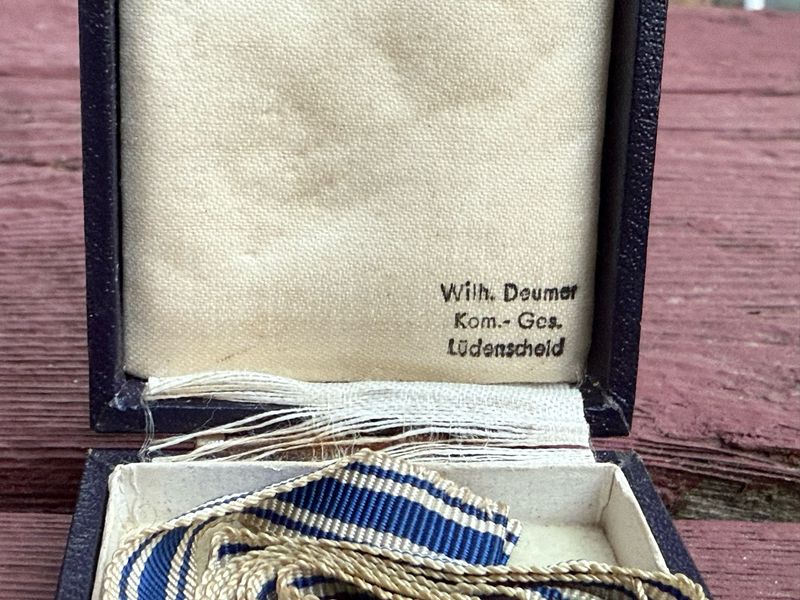 Wilh. Deumer
Kom.- Ges.
Lüdenscheid